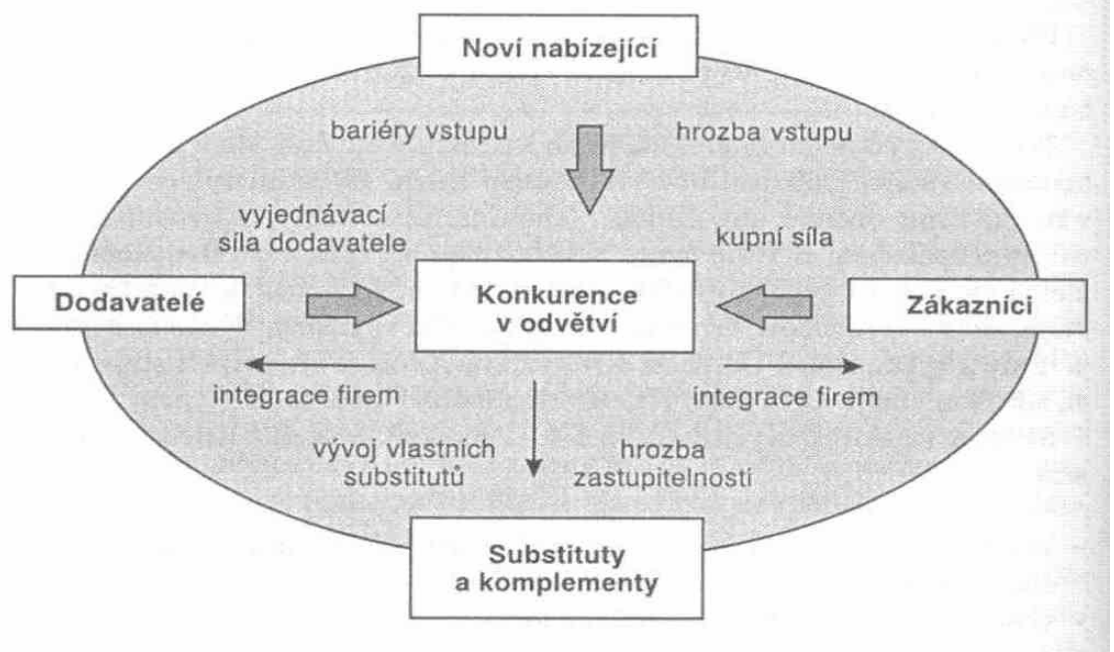 Noví nabízející
bariéry vstupu
hrozba vstupu
vyjednávací
síla dodavatele
kupní síla
Dodavatelé
Konkurence
v odvětví
Zákazníci
integrace firem
integrace firem
vývoj vlastních
substitutů
hrozba
zastupitelnosti
Substituty
a komplementy